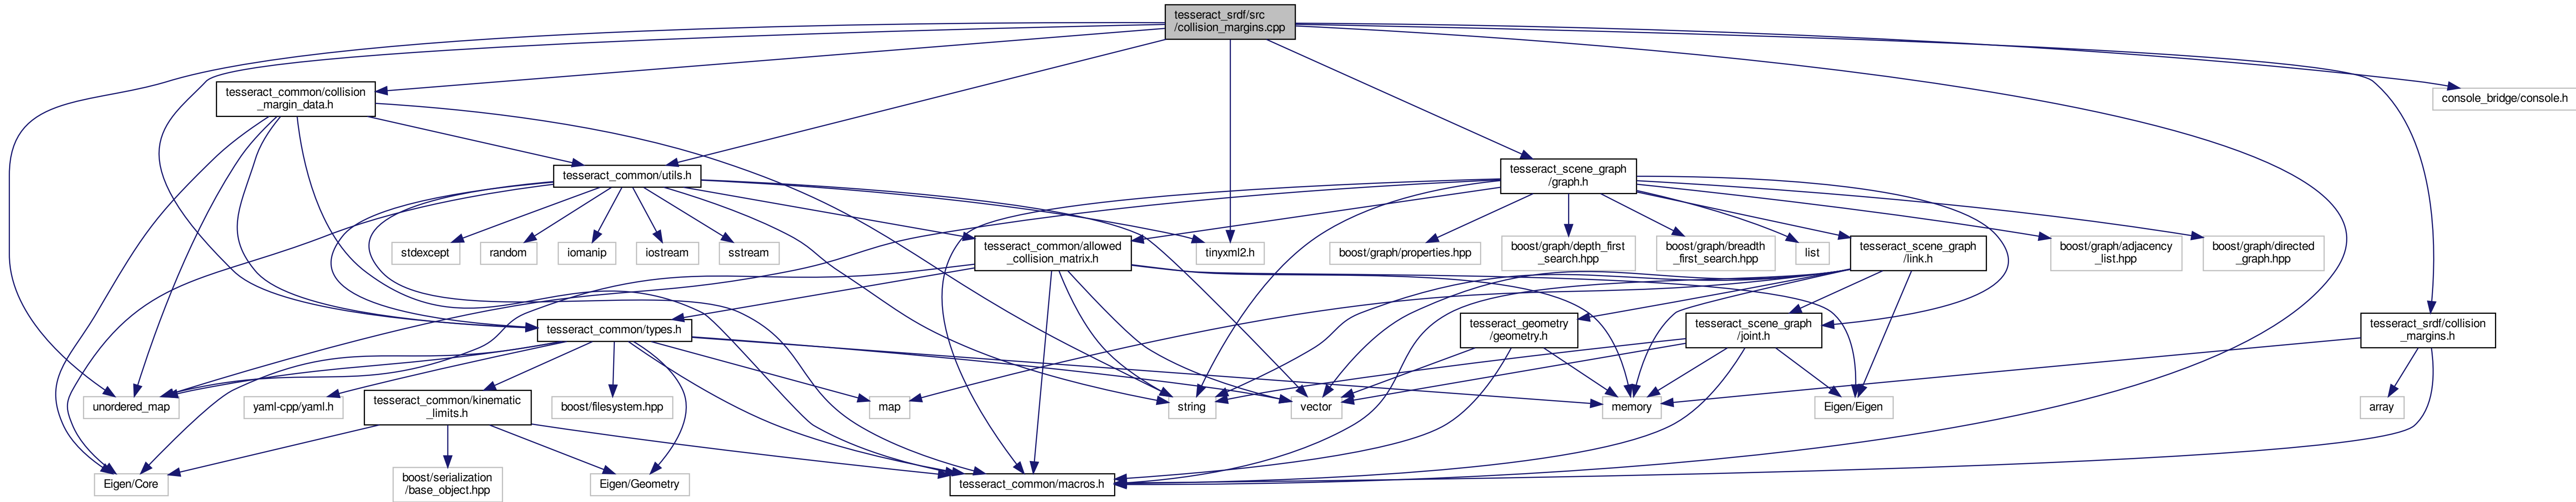 tesseract_srdf/src
/collision_margins.cpp
tesseract_common/collision
_margin_data.h
console_bridge/console.h
tesseract_common/utils.h
tesseract_scene_graph
/graph.h
stdexcept
random
iomanip
iostream
sstream
tesseract_common/allowed
_collision_matrix.h
tinyxml2.h
boost/graph/properties.hpp
boost/graph/depth_first
_search.hpp
boost/graph/breadth
_first_search.hpp
list
tesseract_scene_graph
/link.h
boost/graph/adjacency
_list.hpp
boost/graph/directed
_graph.hpp
tesseract_common/types.h
tesseract_geometry
/geometry.h
tesseract_scene_graph
/joint.h
tesseract_srdf/collision
_margins.h
unordered_map
yaml-cpp/yaml.h
tesseract_common/kinematic
_limits.h
boost/filesystem.hpp
map
string
vector
memory
Eigen/Eigen
array
Eigen/Core
boost/serialization
/base_object.hpp
Eigen/Geometry
tesseract_common/macros.h